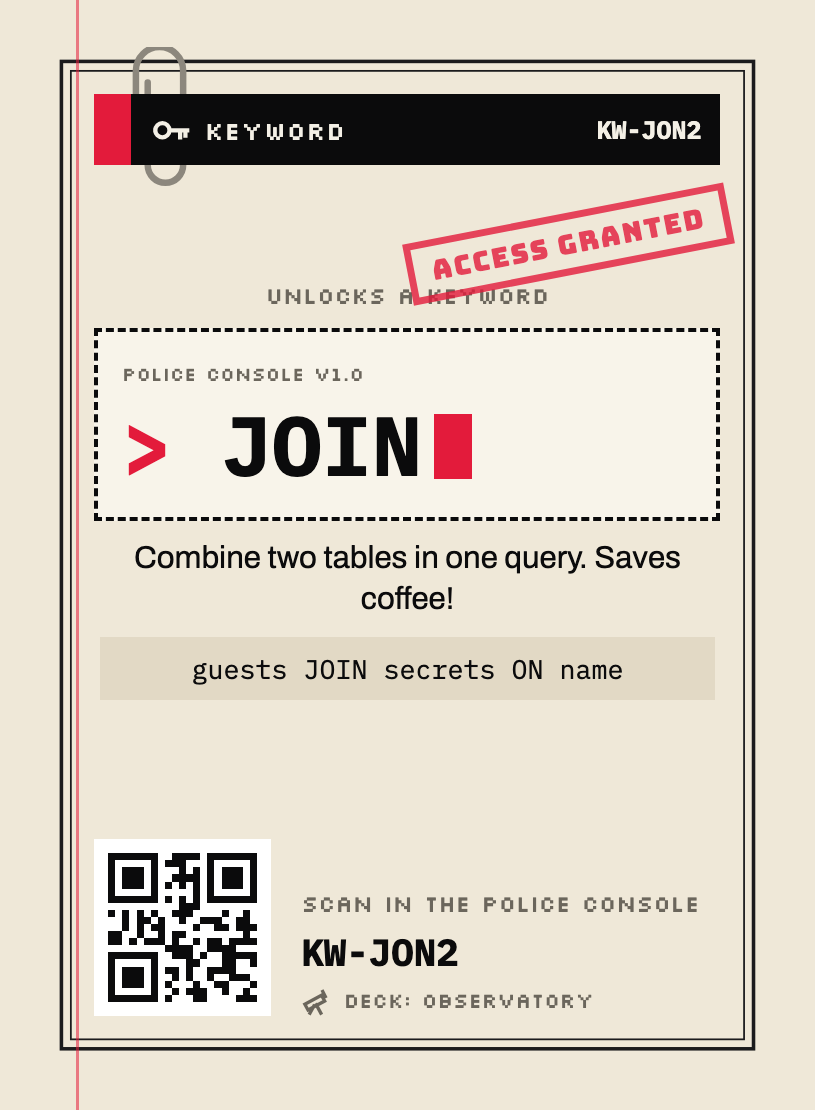 KEYWORD KW-JON2
ACCESS GRANTED
UNLOCKS A KEYWORD
POLICE CONSOLE V1.0
> JOIN
Combine two tables in one query. Saves
coffee!
guests JOIN secrets ON name
SCAN IN THE POLICE CONSOLE
KW-JON2
DECK: OBSERVATORY